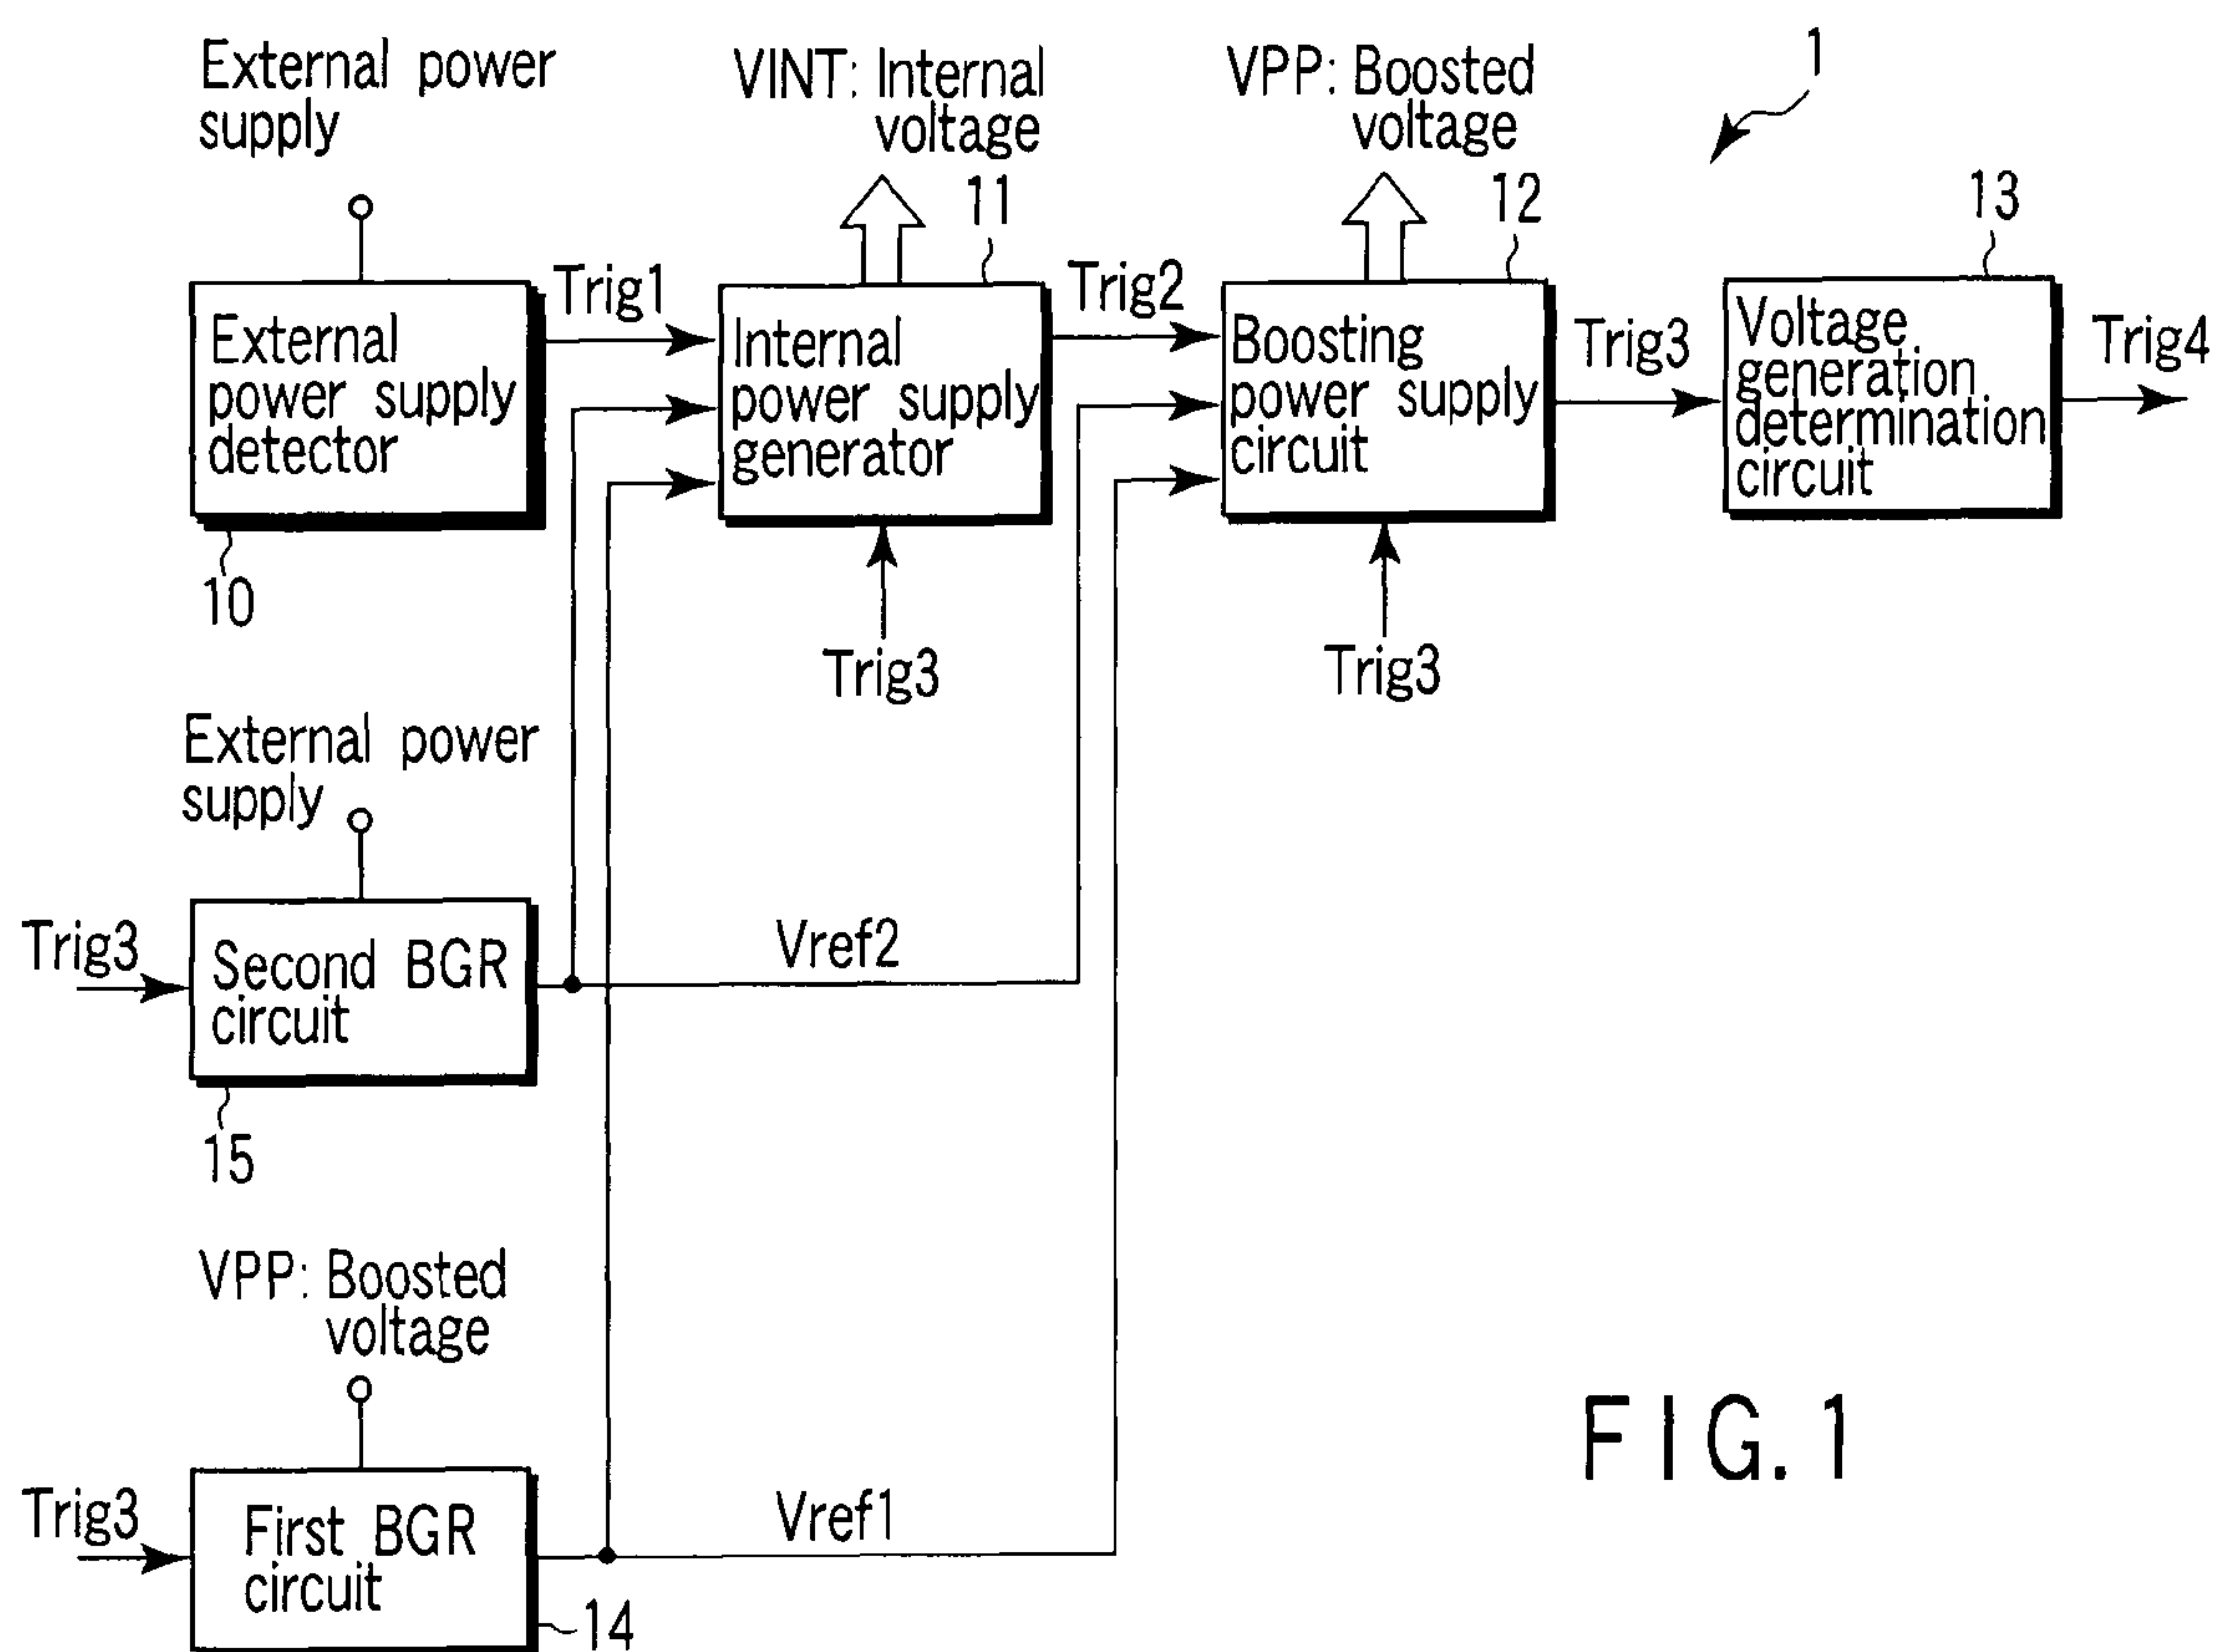 External power
supply
VINT: Internal
voltage
VPP: Boosted
voltage
1
11
12
13
External
power supply
detector
Trig1
Internal
power supply
generator
Trig2
Boosting
power supply
circuit
Trig3
Voltage
generation
determination
circuit
Trig4
10
Trig3
Trig3
External power
supply
Trig3
Second BGR
circuit
Vref2
15
VPP: Boosted
voltage
Trig3
First BGR
circuit
Vref1
14
FIG. 1